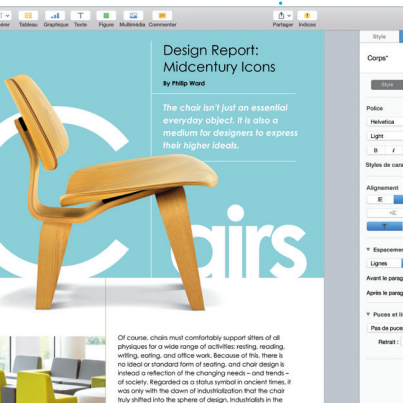 Tableau Graphique Texte Figure Multimédia Commenter Partager Indices
Style
Corps*
Style
Design Report:
Midcentury Icons
By Philip Ward
The chair isn't just an essential
everyday object. It is also a
medium for designers to express
their higher ideals.
Police
Helvetica
Light
B I
Styles de cara
Alignement
C airs
Espacemen
Lignes
Avant le parag
Après le parag
Puces et li
Pas de puce
Retrait :
Of course, chairs must comfortably support sitters of all
physiques for a wide range of activities: resting, reading,
writing, eating, and office work. Because of this, there is
no ideal or standard form of seating, and chair design is
instead a reflection of the changing needs – and trends –
of society. Regarded as a status symbol in ancient times, it
was only with the dawn of industrialization that the chair
truly shifted into the sphere of design. Industrialists in the